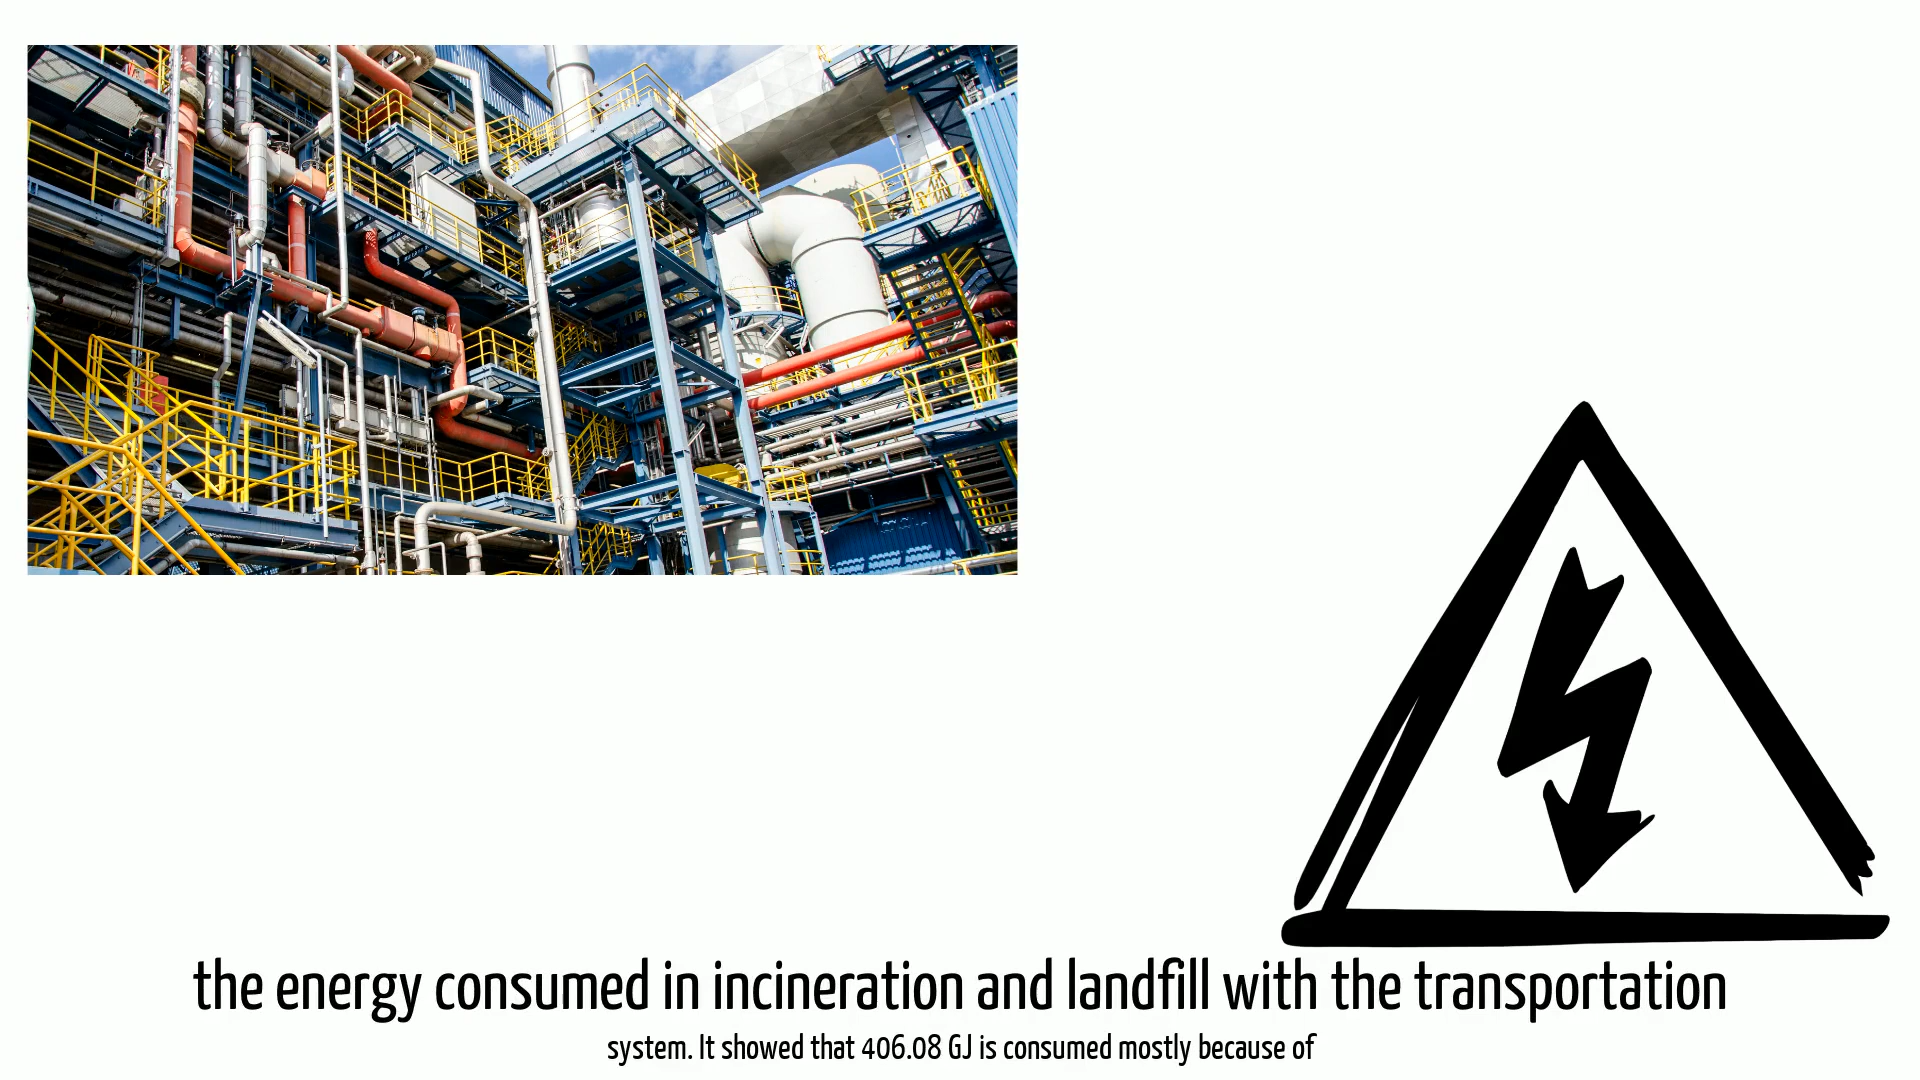 the energy consumed in incineration and landfill with the transportation
system. It showed that 406.08 GJ is consumed mostly because of